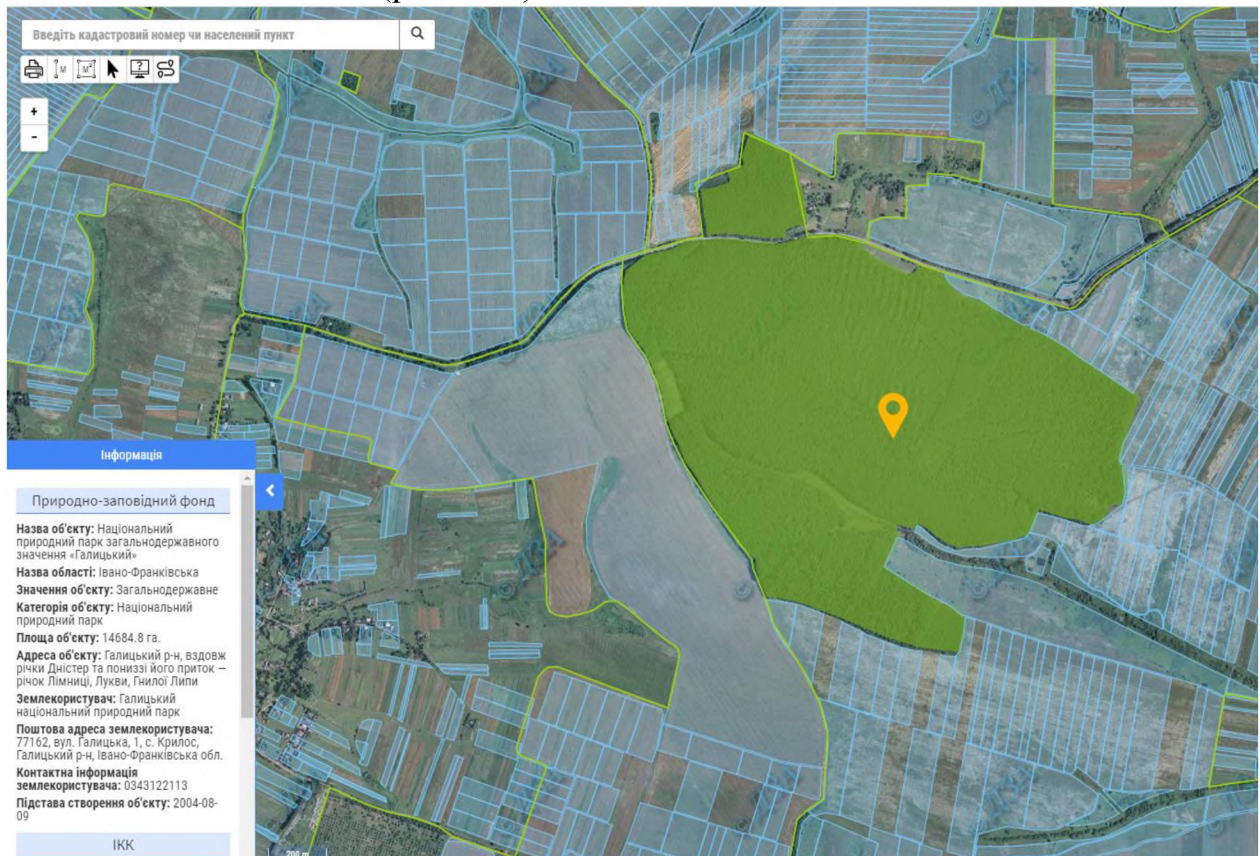 Введіть кадастровий номер чи населений пункт
М
М²
?
+
-
Інформація
Природно-заповідний фонд
Назва об'єкту: Національний
природний парк загальнодержавного
значення «Галицький»
Назва області: Івано-Франківська
Значення об'єкту: Загальнодержавне
Категорія об'єкту: Національний
природний парк
Площа об'єкту: 14684.8 га.
Адреса об'єкту: Галицький р-н, вздовж
річки Дністер та пониззі його приток —
річок Лімниці, Лукви, Гнилої Липи
Землекористувач: Галицький
національний природний парк
Поштова адреса землекористувача:
77162, вул. Галицька, 1, с. Крилос,
Галицький р-н, Івано-Франківська обл.
Контактна інформація
землекористувача: 0343122113
Підстава створення об'єкту: 2004-08-
09
ІКК